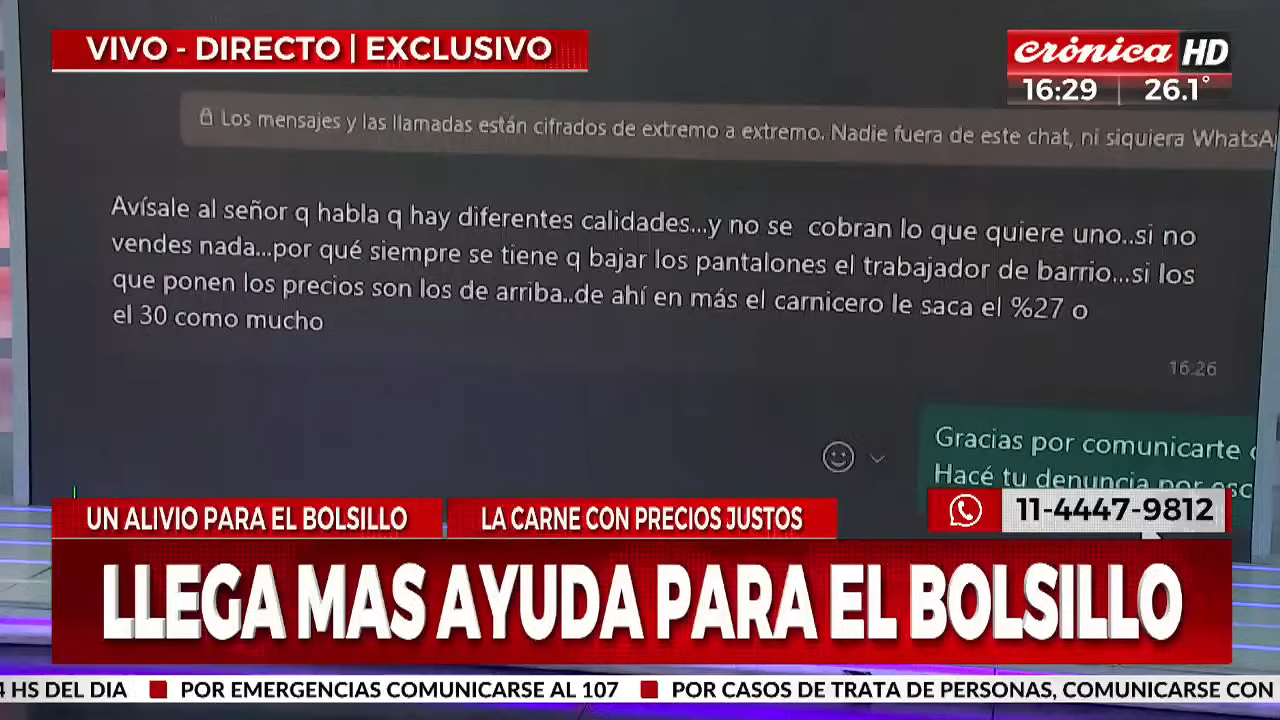 VIVO - DIRECTO | EXCLUSIVO
crónica HD
16:29 | 26.1°
Los mensajes y las llamadas están cifrados de extremo a extremo. Nadie fuera de este chat, ni siquiera WhatsA
Avísale al señor q habla q hay diferentes calidades...y no se cobran lo que quiere uno..si no
vendes nada...por qué siempre se tiene q bajar los pantalones el trabajador de barrio...si los
que ponen los precios son los de arriba..de ahí en más el carnicero le saca el %27 o
el 30 como mucho
16:26
Gracias por comunicarte
Hacé tu denuncia por esc
UN ALIVIO PARA EL BOLSILLO
LA CARNE CON PRECIOS JUSTOS
11-4447-9812
LLEGA MAS AYUDA PARA EL BOLSILLO
4 HS DEL DIA POR EMERGENCIAS COMUNICARSE AL 107 POR CASOS DE TRATA DE PERSONAS, COMUNICARSE CON